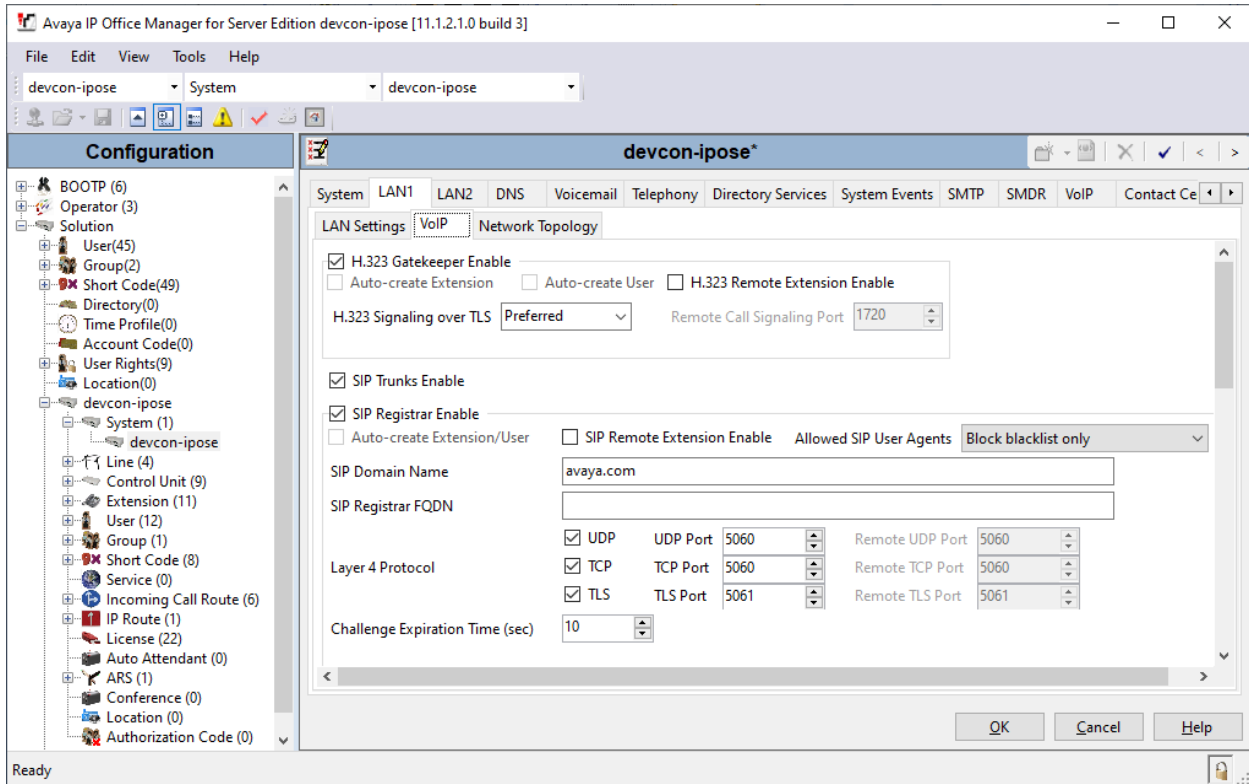 Avaya IP Office Manager for Server Edition devcon-ipose [11.1.2.1.0 build 3]
File Edit View Tools Help
devcon-ipose System devcon-ipose
Configuration
BOOTP (6)
Operator (3)
Solution
User(45)
Group(2)
Short Code(49)
Directory(0)
Time Profile(0)
Account Code(0)
User Rights(9)
Location(0)
devcon-ipose
System (1)
devcon-ipose
Line (4)
Control Unit (9)
Extension (11)
User (12)
Group (1)
Short Code (8)
Service (0)
Incoming Call Route (6)
IP Route (1)
License (22)
Auto Attendant (0)
ARS (1)
Conference (0)
Location (0)
Authorization Code (0)
devcon-ipose*
System LAN1 LAN2 DNS Voicemail Telephony Directory Services System Events SMTP SMDR VoIP Contact Ce
LAN Settings VoIP Network Topology
H.323 Gatekeeper Enable
Auto-create Extension Auto-create User H.323 Remote Extension Enable
H.323 Signaling over TLS Preferred Remote Call Signaling Port 1720
SIP Trunks Enable
SIP Registrar Enable
Auto-create Extension/User SIP Remote Extension Enable Allowed SIP User Agents Block blacklist only
SIP Domain Name avaya.com
SIP Registrar FQDN
UDP UDP Port 5060 Remote UDP Port 5060
Layer 4 Protocol TCP TCP Port 5060 Remote TCP Port 5060
TLS TLS Port 5061 Remote TLS Port 5061
Challenge Expiration Time (sec) 10
OK Cancel Help
Ready